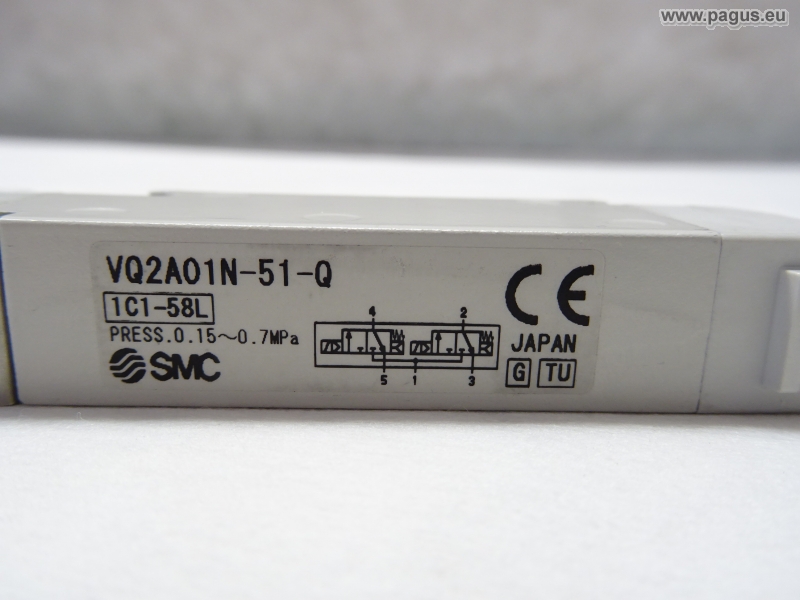 www.pagus.eu
VQ2A01N-51-Q
1C1-58L
PRESS.0.15~0.7MPa
SMC
4 2
5 1 3
CE
JAPAN
G TU